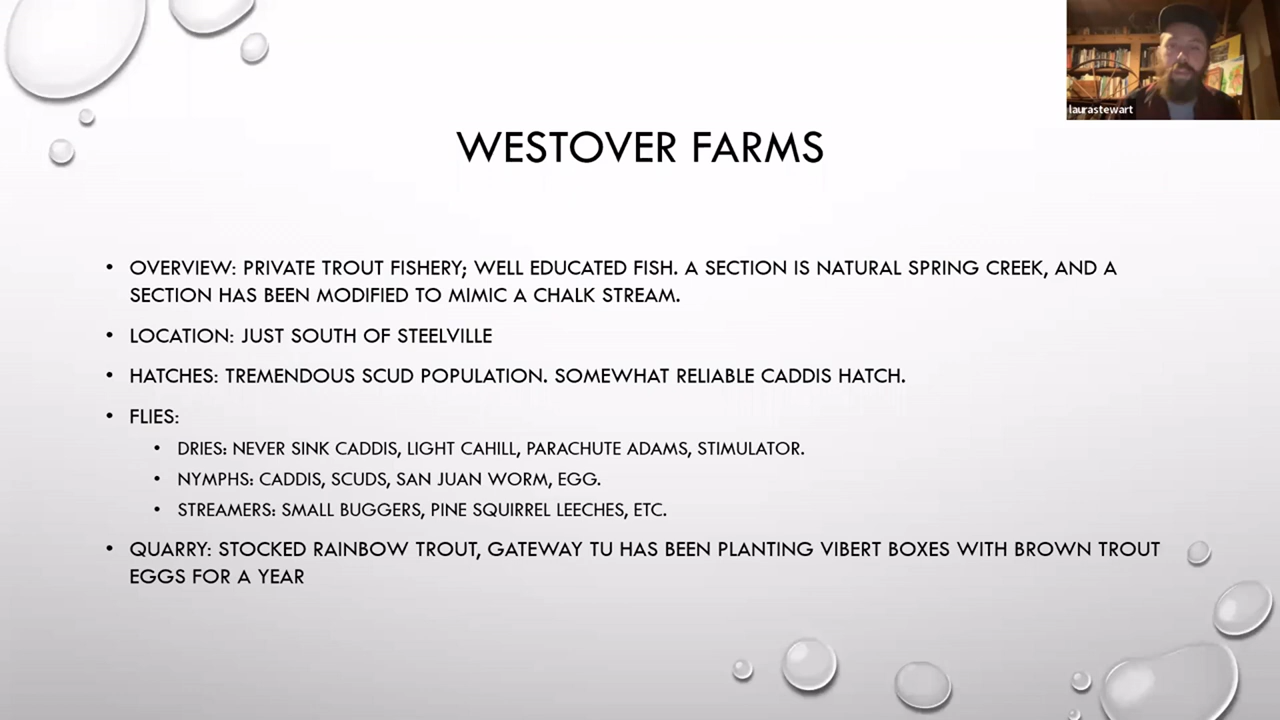 laurastewart
WESTOVER FARMS
• OVERVIEW: PRIVATE TROUT FISHERY; WELL EDUCATED FISH. A SECTION IS NATURAL SPRING CREEK, AND A
SECTION HAS BEEN MODIFIED TO MIMIC A CHALK STREAM.
• LOCATION: JUST SOUTH OF STEELVILLE
• HATCHES: TREMENDOUS SCUD POPULATION. SOMEWHAT RELIABLE CADDIS HATCH.
• FLIES:
• DRIES: NEVER SINK CADDIS, LIGHT CAHILL, PARACHUTE ADAMS, STIMULATOR.
• NYMPHS: CADDIS, SCUDS, SAN JUAN WORM, EGG.
• STREAMERS: SMALL BUGGERS, PINE SQUIRREL LEECHES, ETC.
• QUARRY: STOCKED RAINBOW TROUT, GATEWAY TU HAS BEEN PLANTING VIBERT BOXES WITH BROWN TROUT
EGGS FOR A YEAR